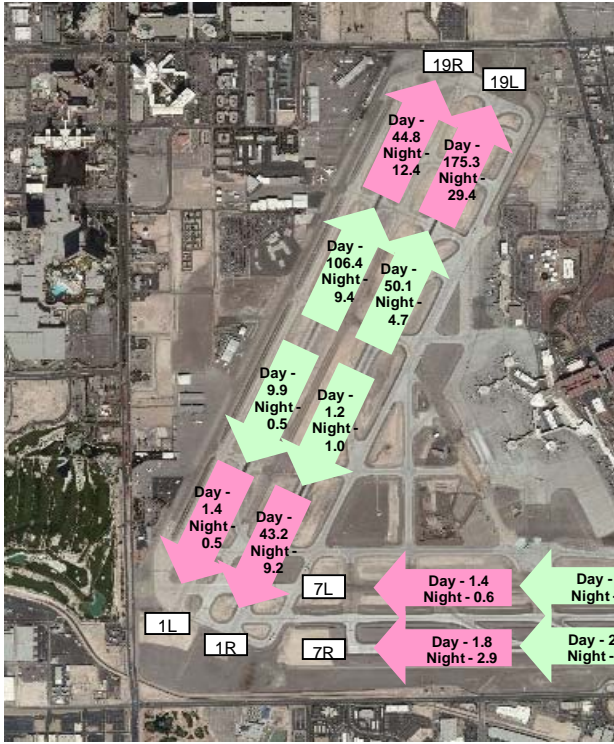 19R
19L
Day -
44.8
Night -
12.4
Day -
175.3
Night -
29.4
Day -
106.4
Night -
9.4
Day -
50.1
Night -
4.7
Day -
9.9
Night -
0.5
Day -
1.2
Night -
1.0
Day -
1.4
Night -
0.5
Day -
43.2
Night -
9.2
7L
Day - 1.4
Night - 0.6
Day -
Night -
1L
1R
7R
Day - 1.8
Night - 2.9
Day - 2
Night -